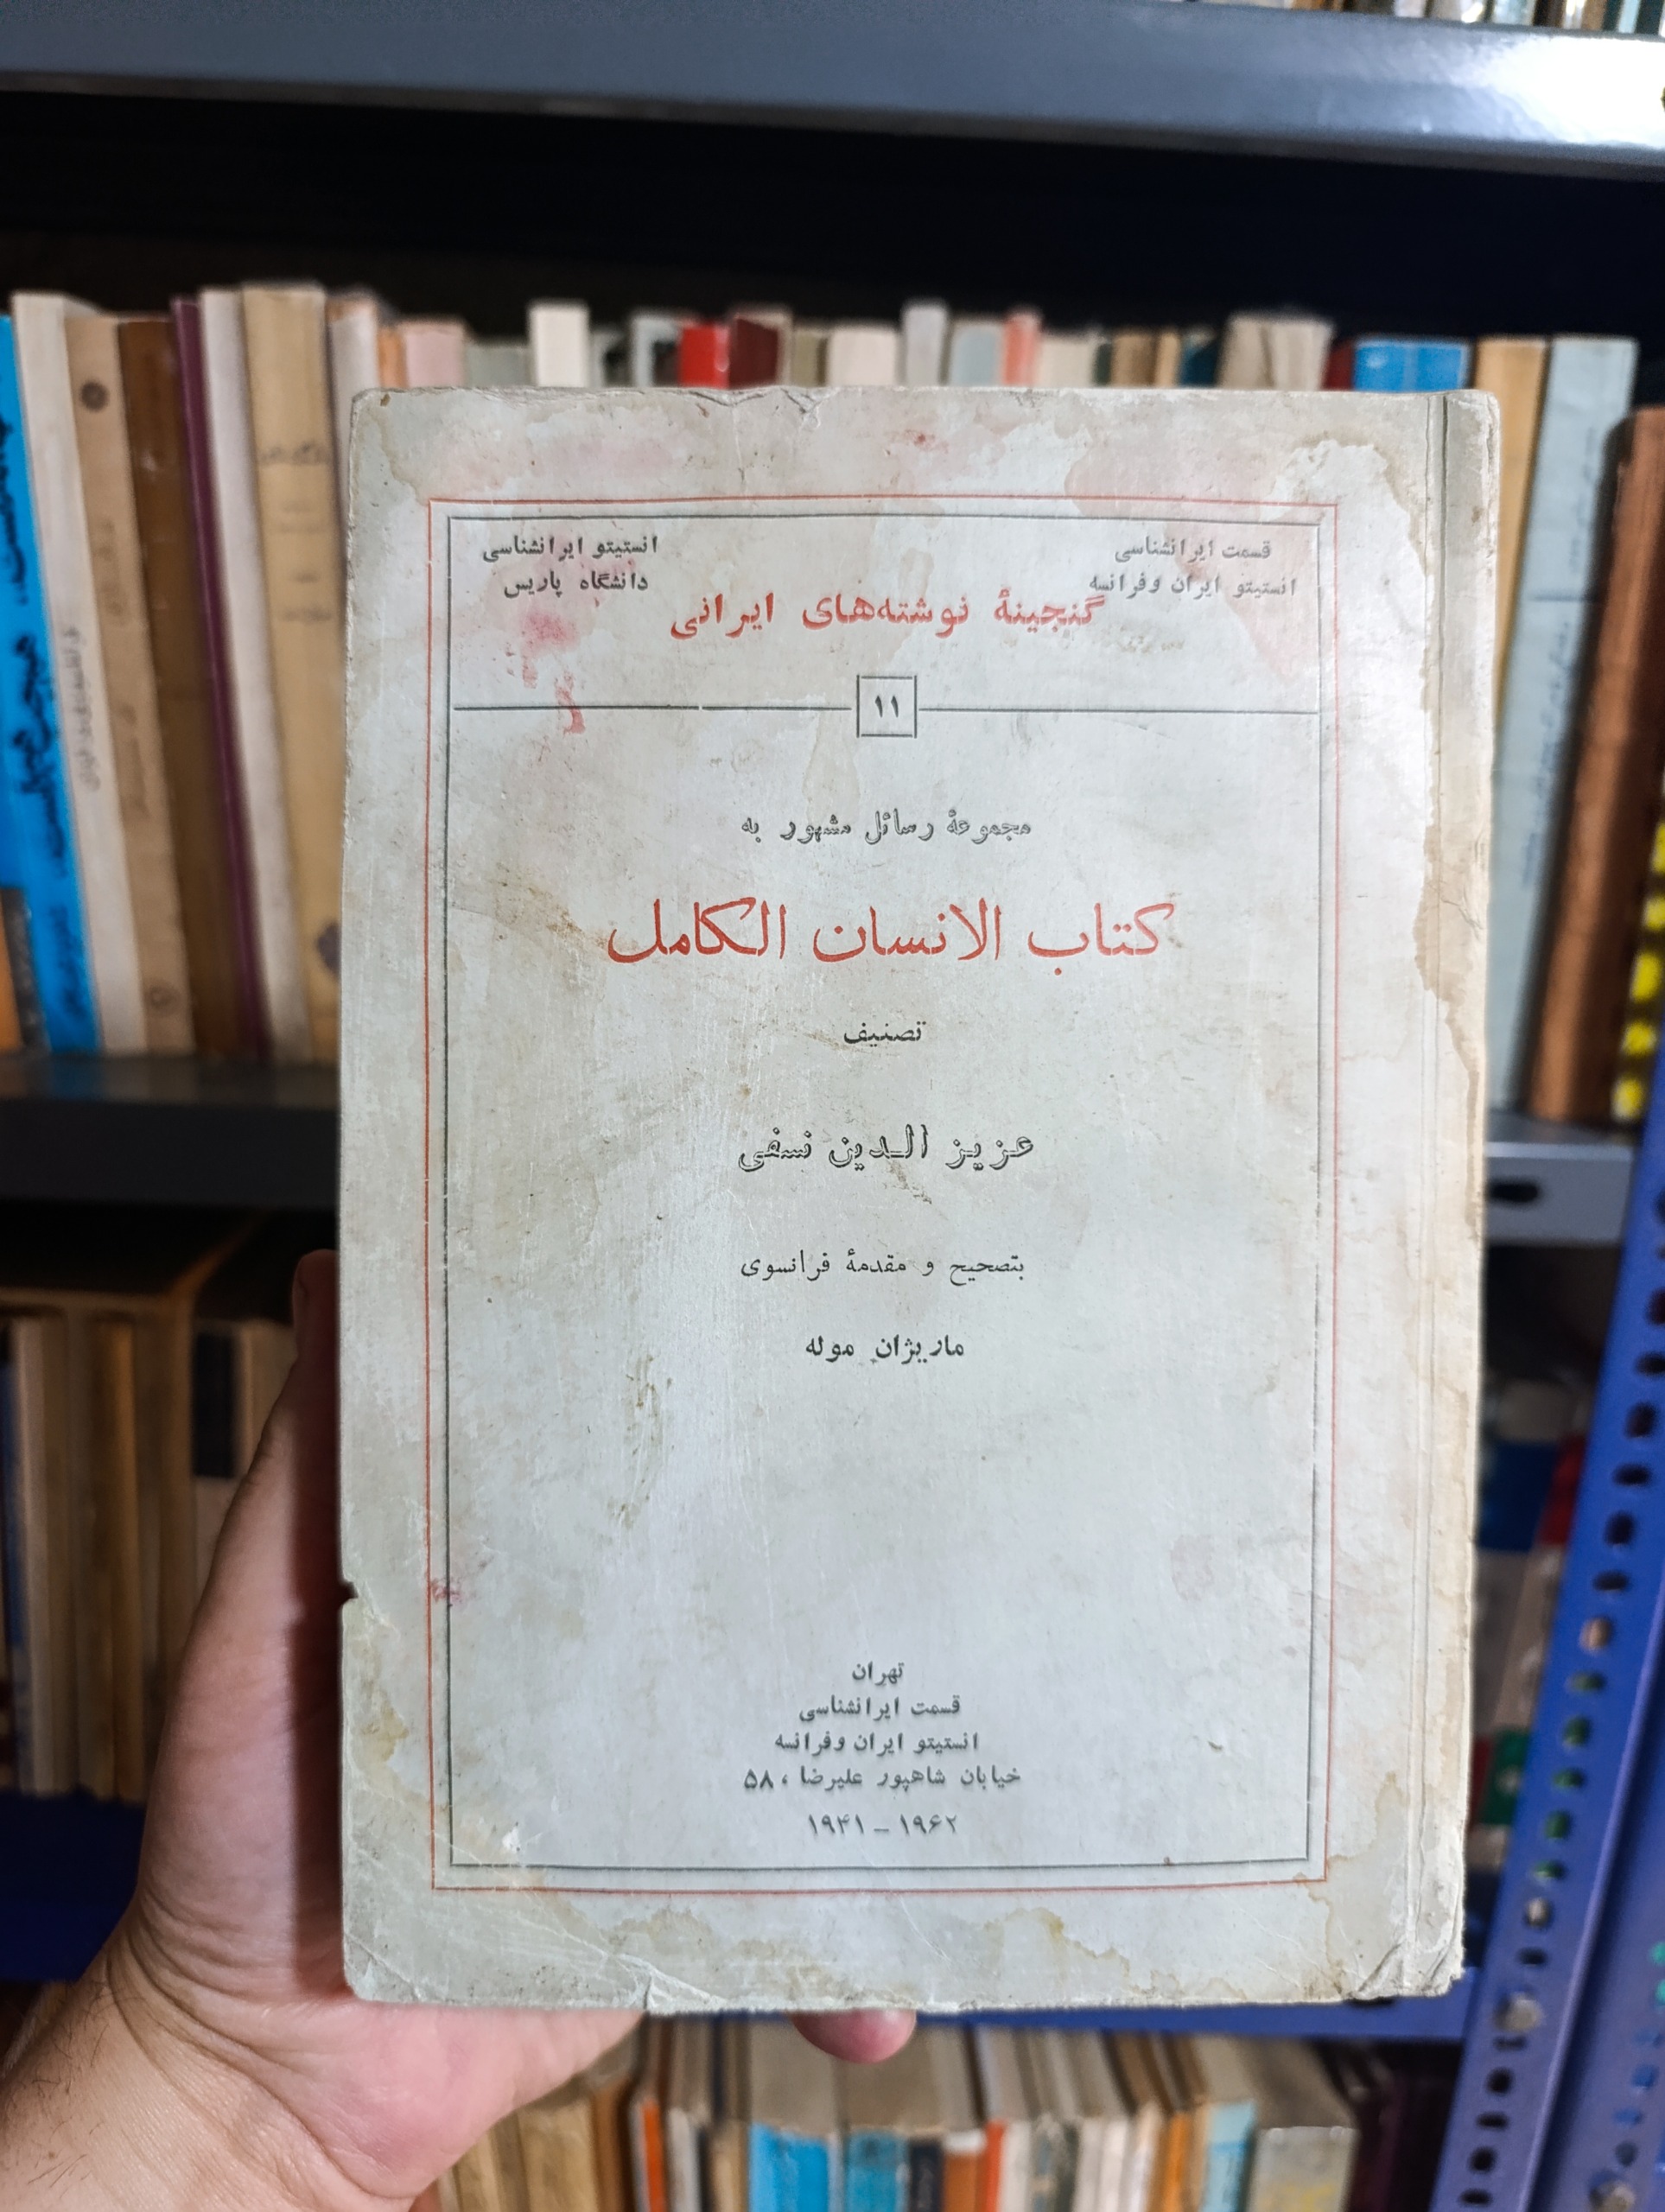 قسمت ایرانشناسی
انستیتو ایران وفرانسه
انستیتو ایرانشناسی
دانشگاه پاریس
گنجینهٔ نوشته‌های ایرانی
۱۱
مجموعهٔ رسائل مشهور به
کتاب الانسان الکامل
تصنیف
عزیز الدین نسفی
بتصحیح و مقدمهٔ فرانسوی
ماریژان موله
تهران
قسمت ایرانشناسی
انستیتو ایران وفرانسه
خیابان شاهپور علیرضا ، ۵۸
۱۹۶۲ – ۱۹۴۱